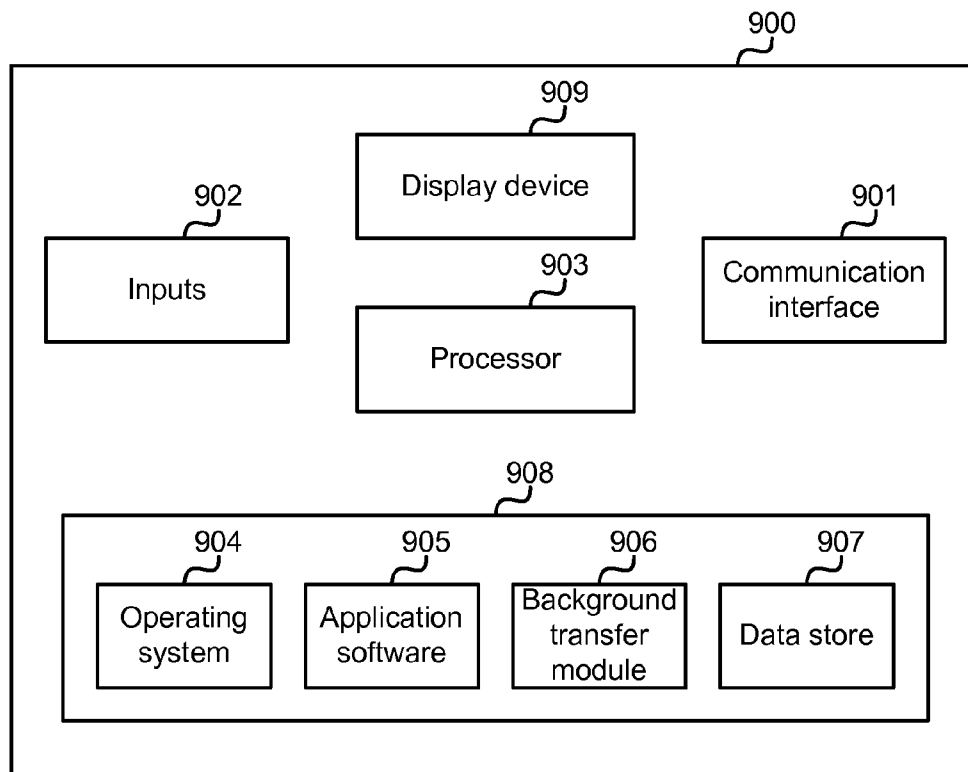 900
909
Display device
902
Inputs
901
Communication
interface
903
Processor
908
904
Operating
system
905
Application
software
906
Background
transfer
module
907
Data store